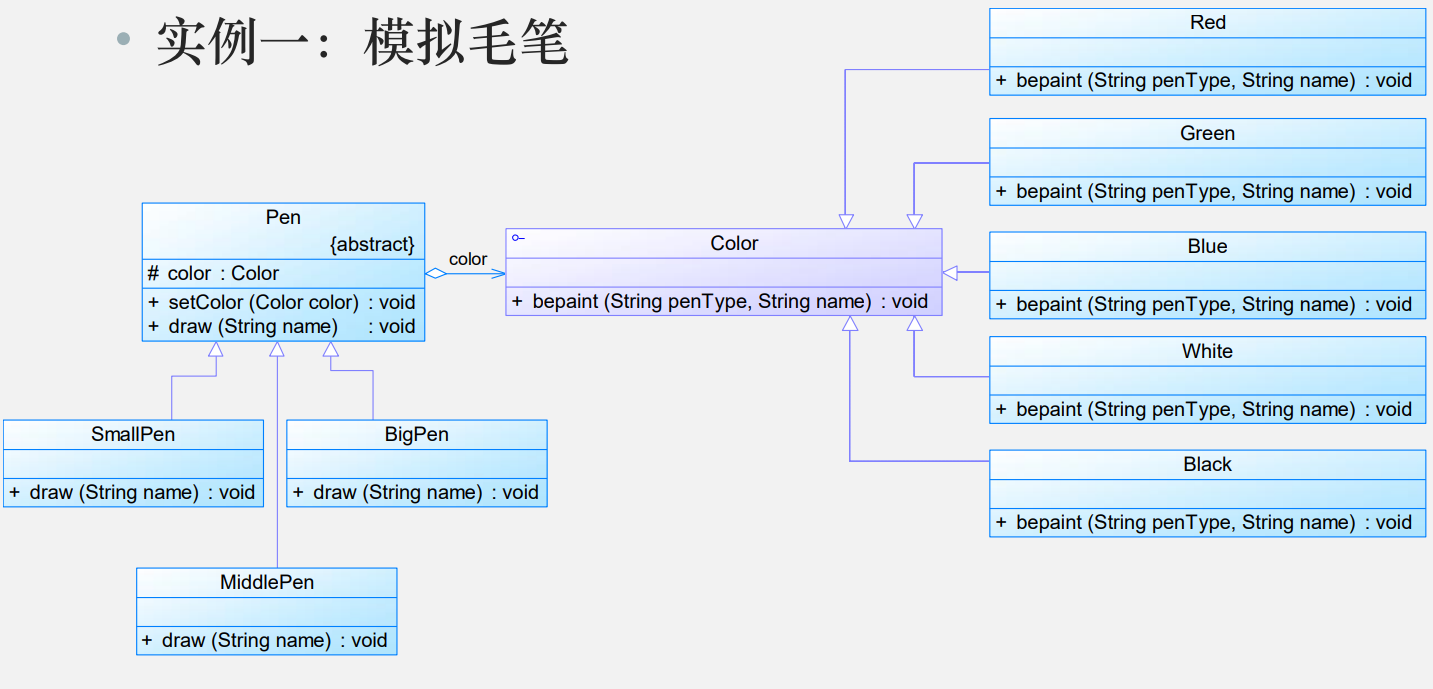 • 实例一：模拟毛笔
Pen
{abstract}
# color : Color
+ setColor (Color color) : void
+ draw (String name) : void
color
Color
+ bepaint (String penType, String name) : void
SmallPen
+ draw (String name) : void
BigPen
+ draw (String name) : void
MiddlePen
+ draw (String name) : void
Red
+ bepaint (String penType, String name) : void
Green
+ bepaint (String penType, String name) : void
Blue
+ bepaint (String penType, String name) : void
White
+ bepaint (String penType, String name) : void
Black
+ bepaint (String penType, String name) : void